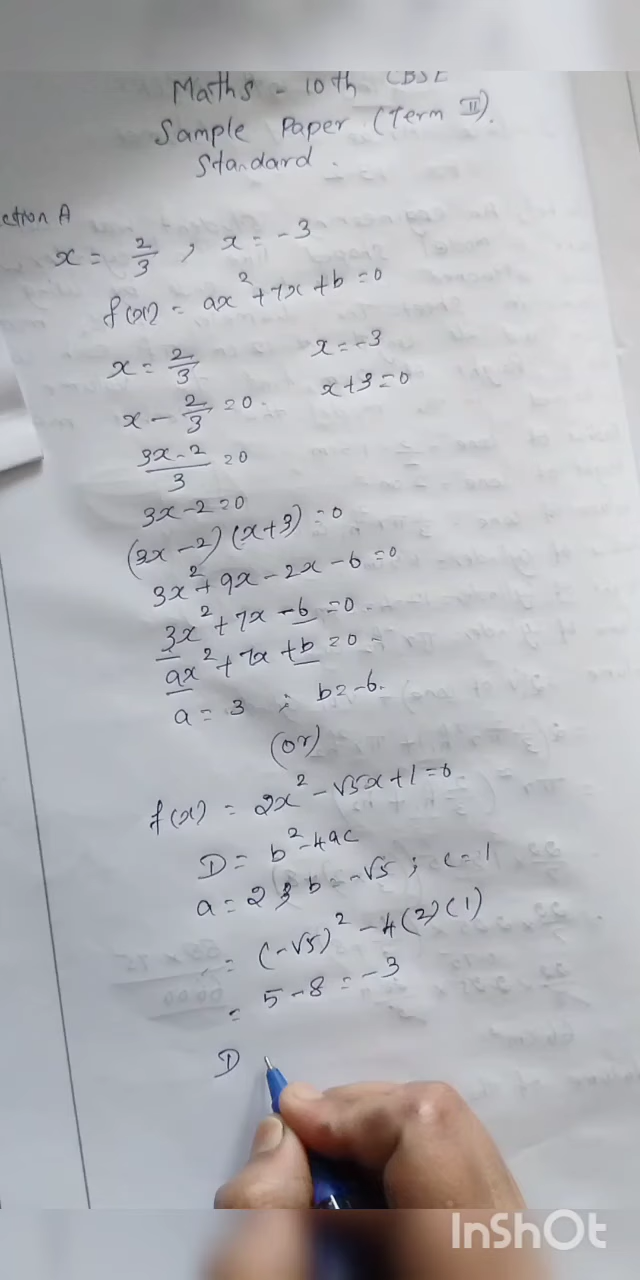 Maths - 10th CBSE
Sample Paper (Term II).
Standard.
ction A
x = 2/3 , x = -3
f(x) = ax² + 7x + b = 0
x = 2/3 x = -3
x - 2/3 = 0. x + 3 = 0
3x - 2/3 = 0
3x - 2 = 0
(3x - 2) (x + 3) = 0
3x² + 9x - 2x - 6 = 0
3x² + 7x - 6 = 0.
ax² + 7x + b = 0
a = 3 ; b = -6.
(or)
f(x) = 2x² - √5x + 1 = 0
D = b² - 4ac
a = 2 ; b = -√5 ; c = 1
= (-√5)² - 4(2)(1)
= 5 - 8 = -3
D
InShOt